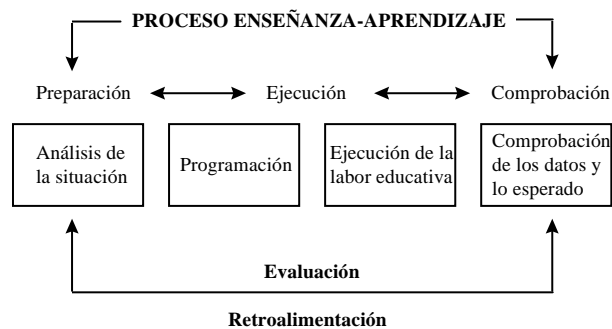 PROCESO ENSEÑANZA-APRENDIZAJE
Preparación
Ejecución
Comprobación
Análisis de
la situación
Programación
Ejecución de la
labor educativa
Comprobación
de los datos y
lo esperado
Evaluación
Retroalimentación